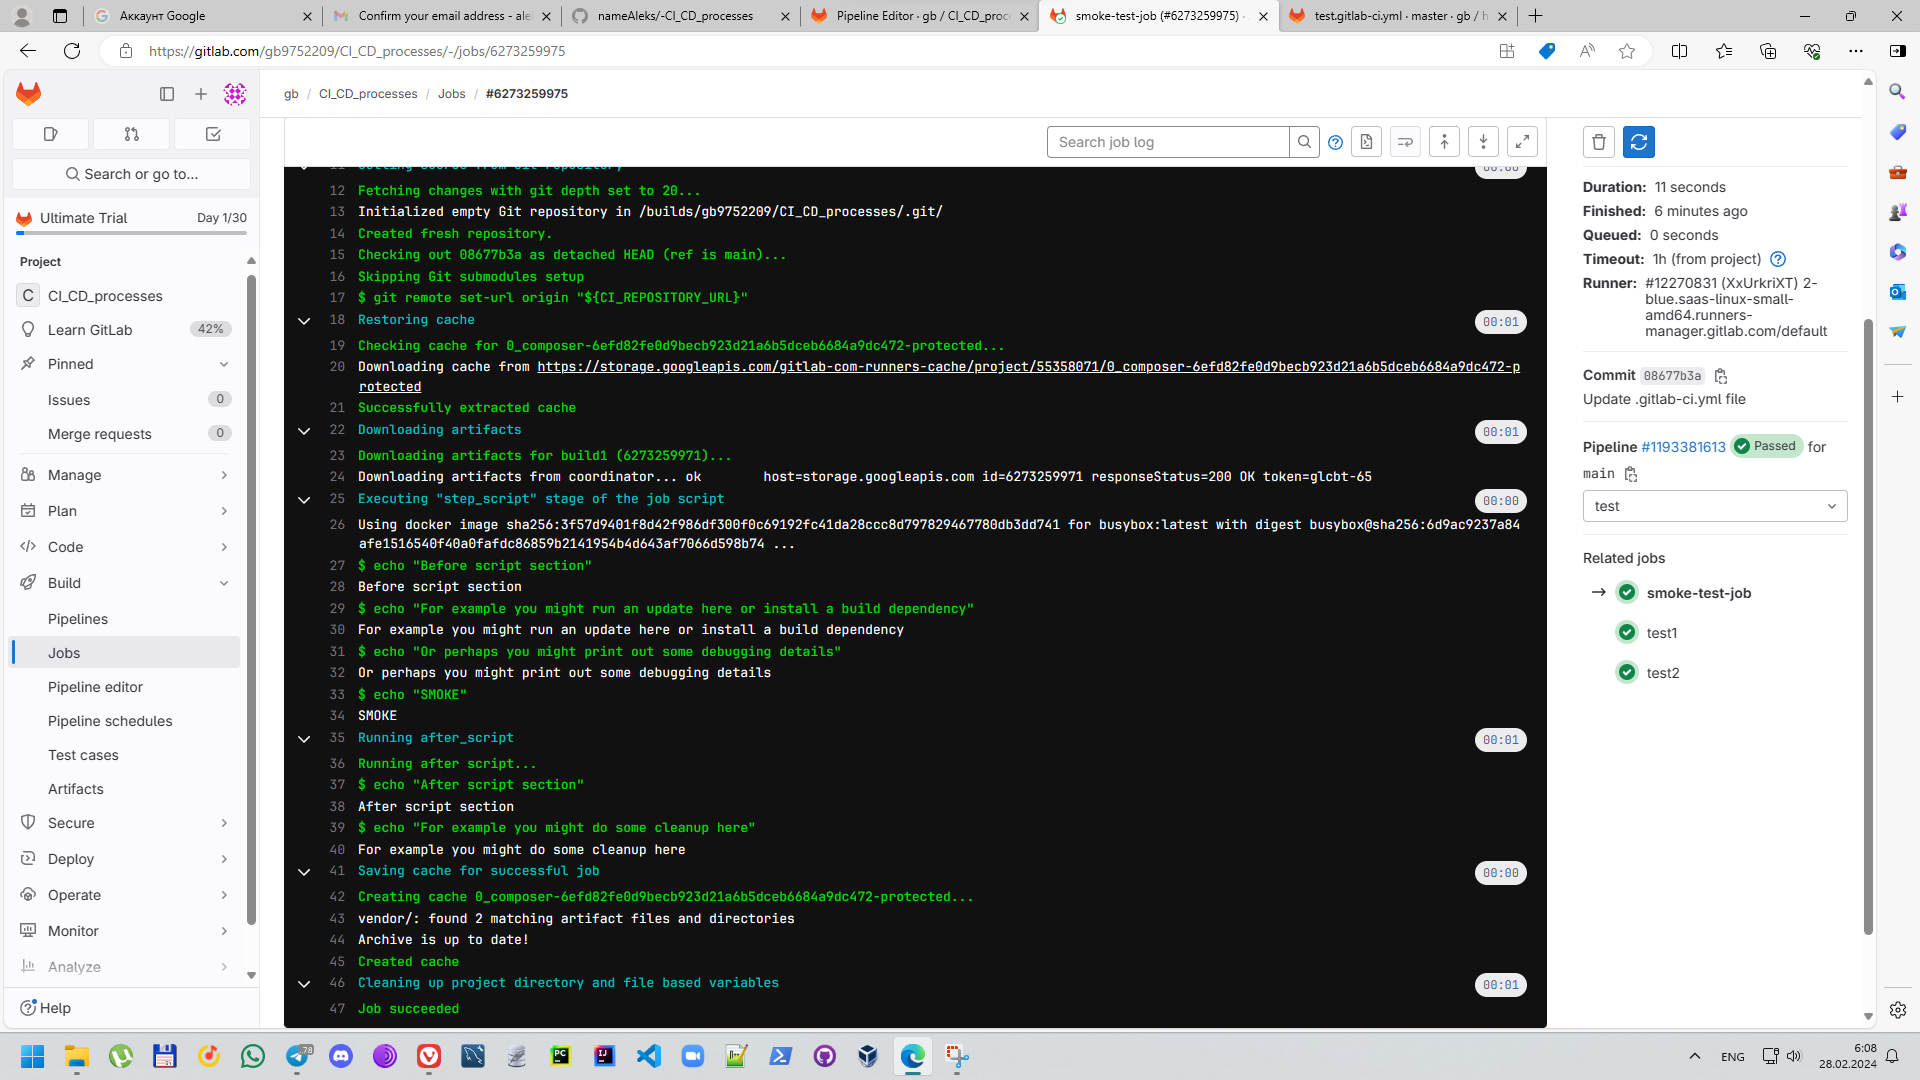 Аккаунт Google
Confirm your email address - ale
nameAleks/-CI_CD_processes
Pipeline Editor · gb / CI_CD_proc
smoke-test-job (#6273259975) ·
test.gitlab-ci.yml · master · gb / h
https://gitlab.com/gb9752209/CI_CD_processes/-/jobs/6273259975
gb / CI_CD_processes / Jobs / #6273259975
Search or go to...
Ultimate Trial Day 1/30
Project
C CI_CD_processes
Learn GitLab 42%
Pinned
Issues 0
Merge requests 0
Manage
Plan
Code
Build
Pipelines
Jobs
Pipeline editor
Pipeline schedules
Test cases
Artifacts
Secure
Deploy
Operate
Monitor
Analyze
Help
Search job log
11 Getting source from Git repository 00:00
12 Fetching changes with git depth set to 20...
13 Initialized empty Git repository in /builds/gb9752209/CI_CD_processes/.git/
14 Created fresh repository.
15 Checking out 08677b3a as detached HEAD (ref is main)...
16 Skipping Git submodules setup
17 $ git remote set-url origin "${CI_REPOSITORY_URL}"
18 Restoring cache 00:01
19 Checking cache for 0_composer-6efd82fe0d9becb923d21a6b5dceb6684a9dc472-protected...
20 Downloading cache from https://storage.googleapis.com/gitlab-com-runners-cache/project/55358071/0_composer-6efd82fe0d9becb923d21a6b5dceb6684a9dc472-p
rotected
21 Successfully extracted cache
22 Downloading artifacts 00:01
23 Downloading artifacts for build1 (6273259971)...
24 Downloading artifacts from coordinator... ok host=storage.googleapis.com id=6273259971 responseStatus=200 OK token=glcbt-65
25 Executing "step_script" stage of the job script 00:00
26 Using docker image sha256:3f57d9401f8d42f986df300f0c69192fc41da28ccc8d797829467780db3dd741 for busybox:latest with digest busybox@sha256:6d9ac9237a84
afe1516540f40a0fafdc86859b2141954b4d643af7066d598b74 ...
27 $ echo "Before script section"
28 Before script section
29 $ echo "For example you might run an update here or install a build dependency"
30 For example you might run an update here or install a build dependency
31 $ echo "Or perhaps you might print out some debugging details"
32 Or perhaps you might print out some debugging details
33 $ echo "SMOKE"
34 SMOKE
35 Running after_script 00:01
36 Running after script...
37 $ echo "After script section"
38 After script section
39 $ echo "For example you might do some cleanup here"
40 For example you might do some cleanup here
41 Saving cache for successful job 00:00
42 Creating cache 0_composer-6efd82fe0d9becb923d21a6b5dceb6684a9dc472-protected...
43 vendor/: found 2 matching artifact files and directories
44 Archive is up to date!
45 Created cache
46 Cleaning up project directory and file based variables 00:01
47 Job succeeded
Duration: 11 seconds
Finished: 6 minutes ago
Queued: 0 seconds
Timeout: 1h (from project)
Runner: #12270831 (XxUrkriXT) 2-
blue.saas-linux-small-
amd64.runners-
manager.gitlab.com/default
Commit 08677b3a
Update .gitlab-ci.yml file
Pipeline #1193381613 Passed for
main
test
Related jobs
smoke-test-job
test1
test2
78
ENG
6:08
28.02.2024